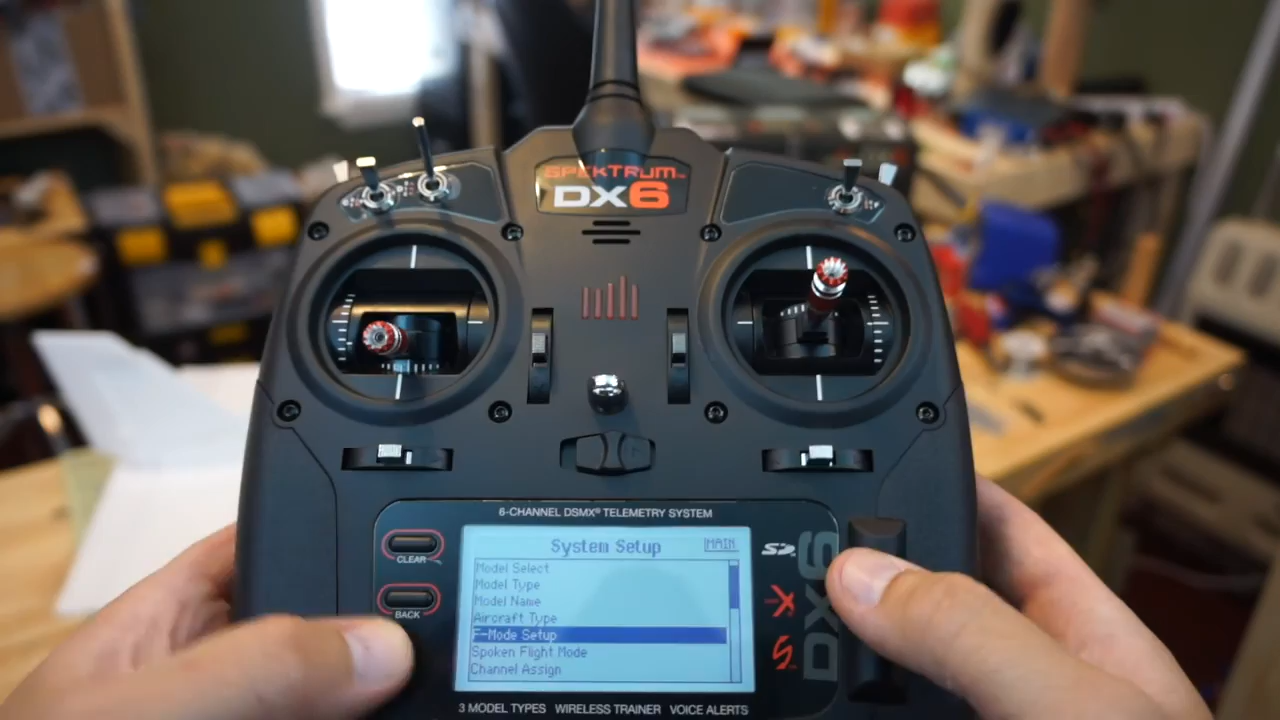 SPEKTRUM
DX6
6-CHANNEL DSMX® TELEMETRY SYSTEM
CLEAR
BACK
System Setup
MAIN
Model Select
Model Type
Model Name
Aircraft Type
F-Mode Setup
Spoken Flight Mode
Channel Assign
SD
DX6
3 MODEL TYPES WIRELESS TRAINER VOICE ALERTS